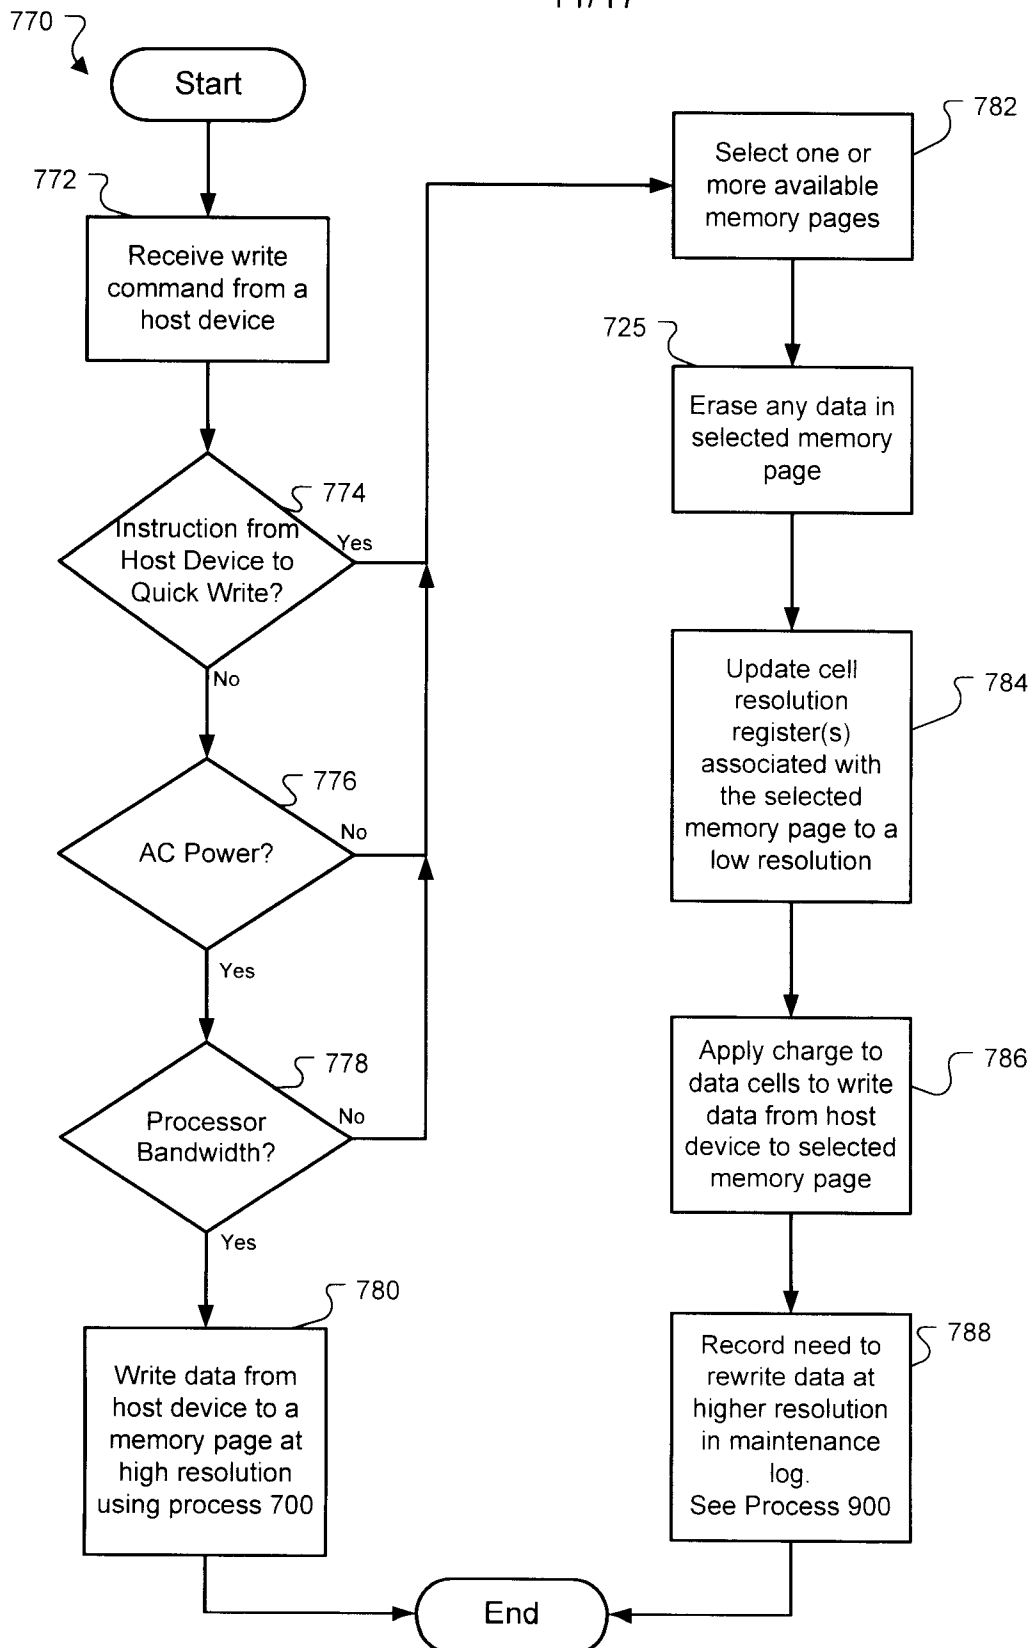 770
Start
772
Receive write
command from a
host device
774
Instruction from
Host Device to
Quick Write?
Yes
No
776
AC Power?
No
Yes
778
Processor
Bandwidth?
No
Yes
780
Write data from
host device to a
memory page at
high resolution
using process 700
782
Select one or
more available
memory pages
725
Erase any data in
selected memory
page
784
Update cell
resolution
register(s)
associated with
the selected
memory page to a
low resolution
786
Apply charge to
data cells to write
data from host
device to selected
memory page
788
Record need to
rewrite data at
higher resolution
in maintenance
log.
See Process 900
End